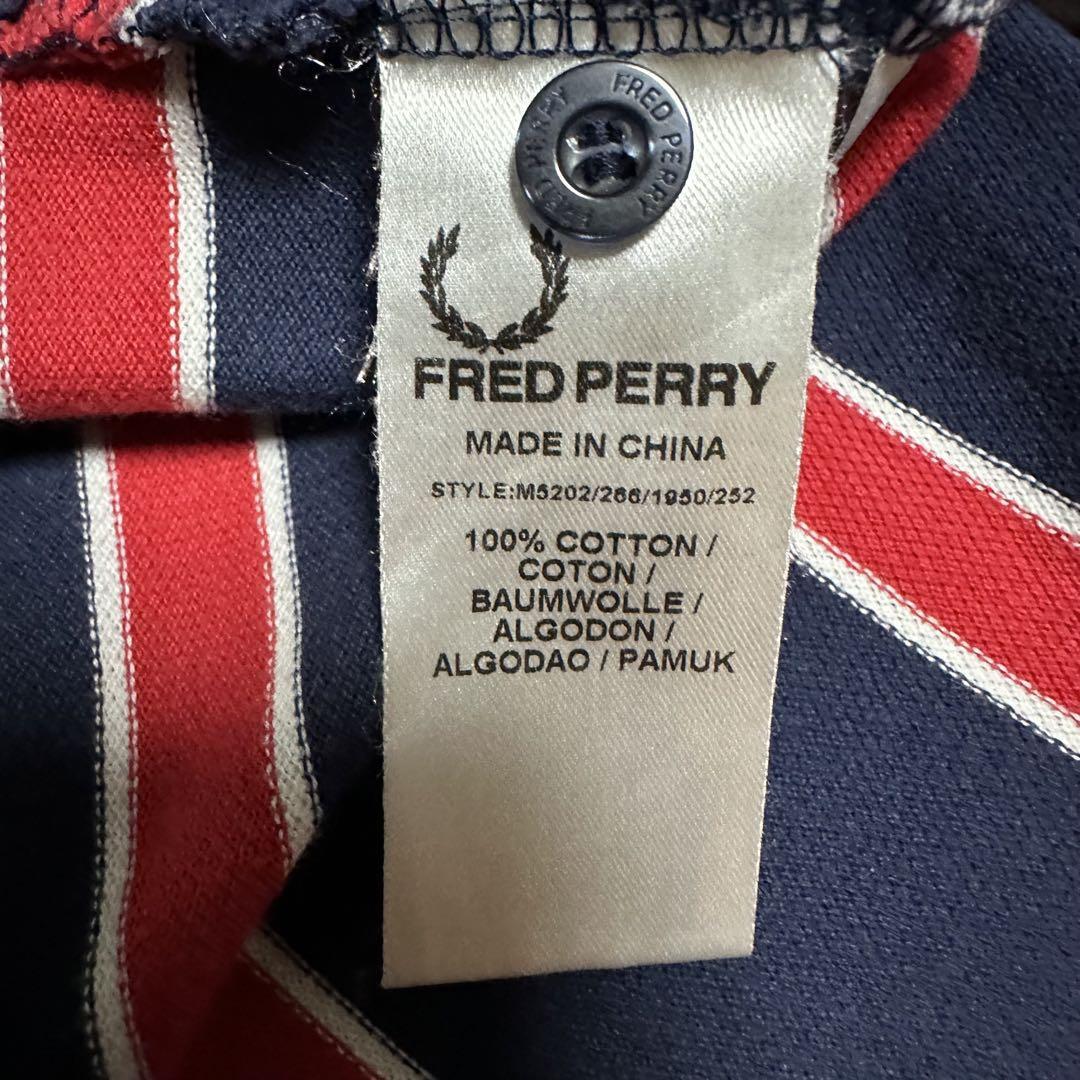 FRED PERRY
FRED PERRY
FRED PERRY
MADE IN CHINA
STYLE:M5202/266/1950/252
100% COTTON /
COTON /
BAUMWOLLE /
ALGODON /
ALGODAO / PAMUK